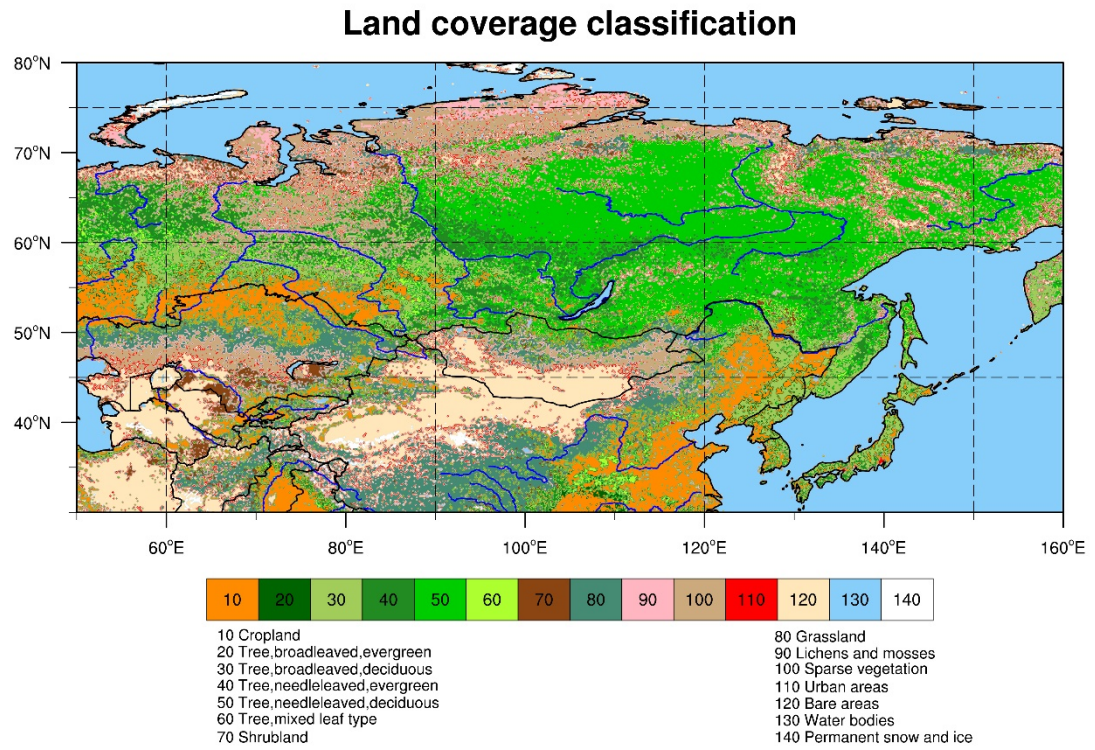 Land coverage classification
80°N
70°N
60°N
50°N
40°N
60°E
80°E
100°E
120°E
140°E
160°E
10 20 30 40 50 60 70 80 90 100 110 120 130 140
10 Cropland
20 Tree,broadleaved,evergreen
30 Tree,broadleaved,deciduous
40 Tree,needleleaved,evergreen
50 Tree,needleleaved,deciduous
60 Tree,mixed leaf type
70 Shrubland
80 Grassland
90 Lichens and mosses
100 Sparse vegetation
110 Urban areas
120 Bare areas
130 Water bodies
140 Permanent snow and ice